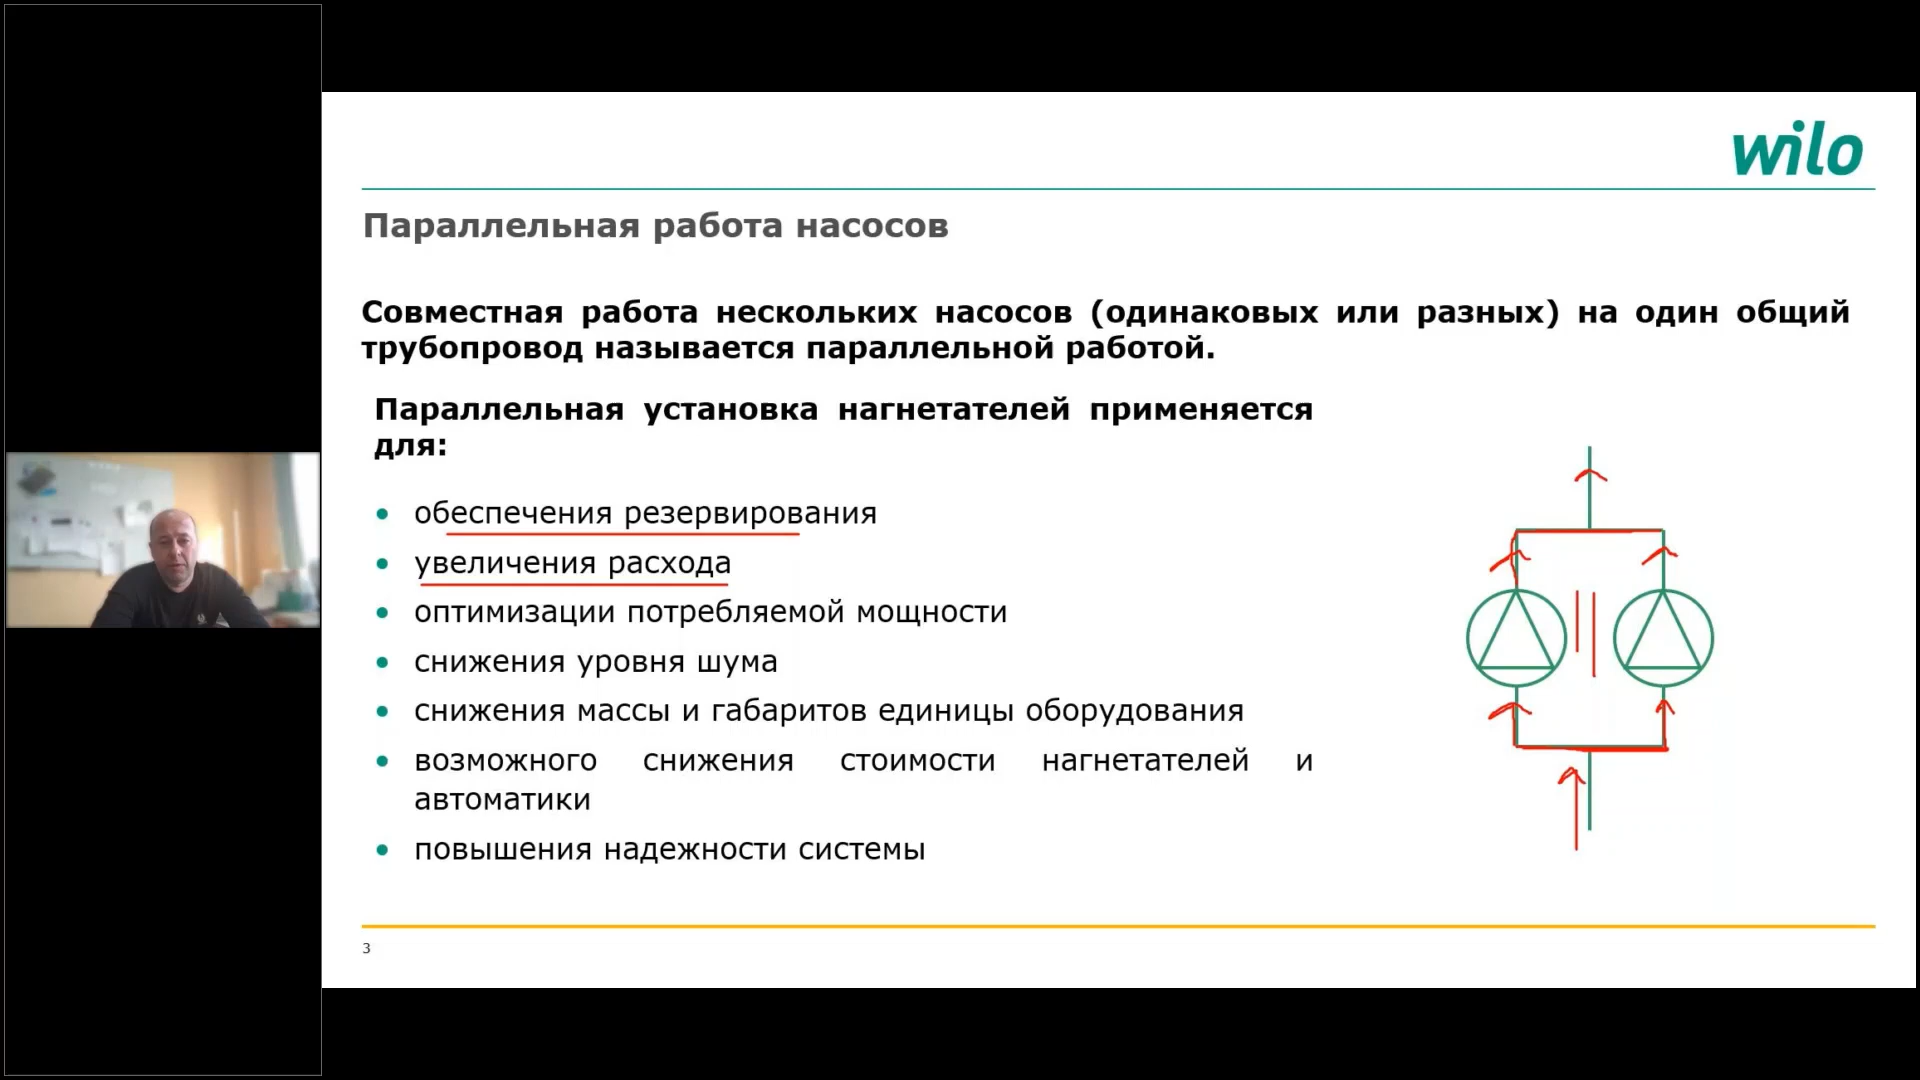 wilo
Параллельная работа насосов
Совместная работа нескольких насосов (одинаковых или разных) на один общий
трубопровод называется параллельной работой.
Параллельная установка нагнетателей применяется
для:
• обеспечения резервирования
• увеличения расхода
• оптимизации потребляемой мощности
• снижения уровня шума
• снижения массы и габаритов единицы оборудования
• возможного снижения стоимости нагнетателей и
автоматики
• повышения надежности системы
3